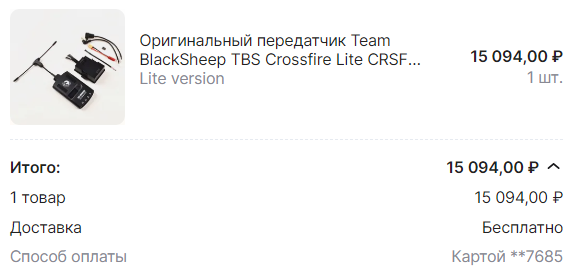 Оригинальный передатчик Team
BlackSheep TBS Crossfire Lite CRSF...
Lite version
15 094,00 ₽
1 шт.
Итого:
15 094,00 ₽
1 товар
15 094,00 ₽
Доставка
Бесплатно
Способ оплаты
Картой **7685